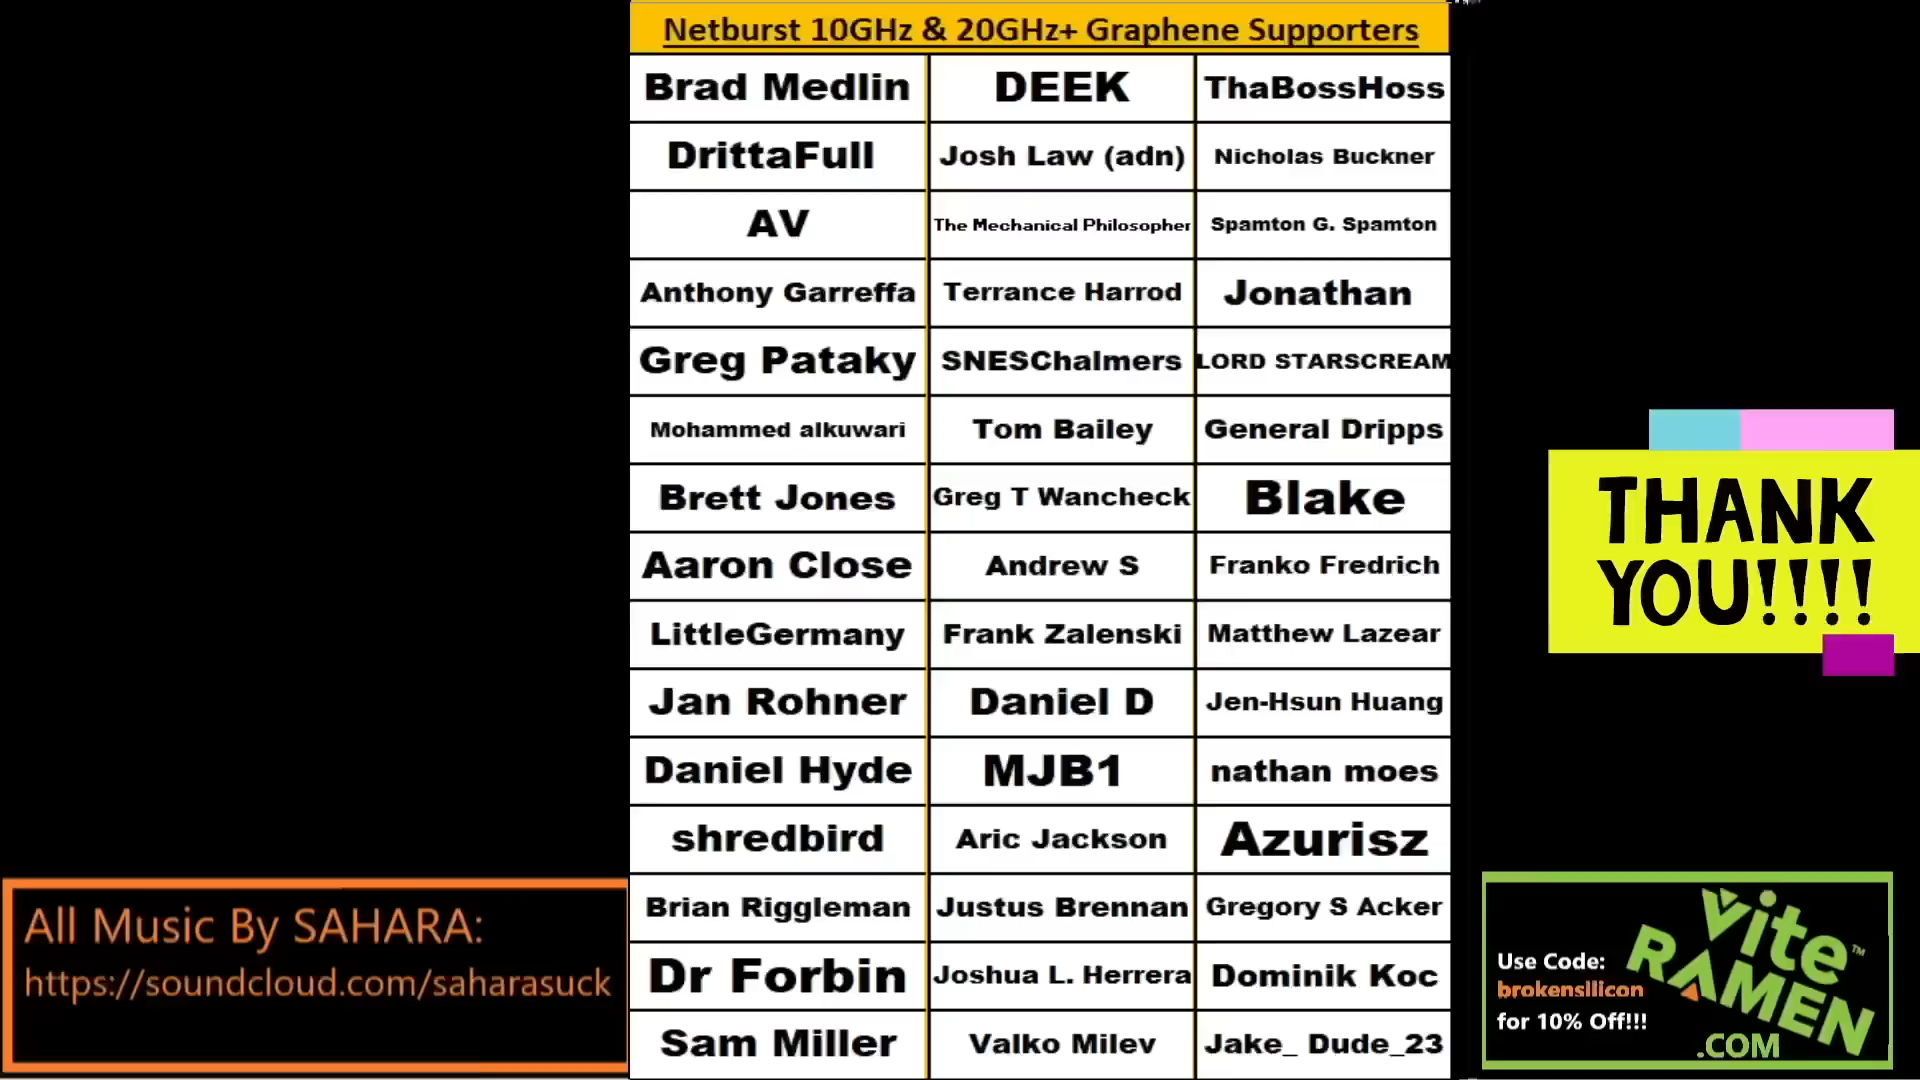 Netburst 10GHz & 20GHz+ Graphene Supporters
Brad Medlin DEEK ThaBossHoss
DrittaFull Josh Law (adn) Nicholas Buckner
AV The Mechanical Philosopher Spamton G. Spamton
Anthony Garreffa Terrance Harrod Jonathan
Greg Pataky SNESChalmers LORD STARSCREAM
Mohammed alkuwari Tom Bailey General Dripps
Brett Jones Greg T Wancheck Blake
Aaron Close Andrew S Franko Fredrich
LittleGermany Frank Zalenski Matthew Lazear
Jan Rohner Daniel D Jen-Hsun Huang
Daniel Hyde MJB1 nathan moes
shredbird Aric Jackson Azurisz
Brian Riggleman Justus Brennan Gregory S Acker
Dr Forbin Joshua L. Herrera Dominik Koc
Sam Miller Valko Milev Jake_ Dude_23
THANK
YOU!!!!
All Music By SAHARA:
https://soundcloud.com/saharasuck
Use Code:
brokensilicon
for 10% Off!!!
Vite™
RAMEN
.COM